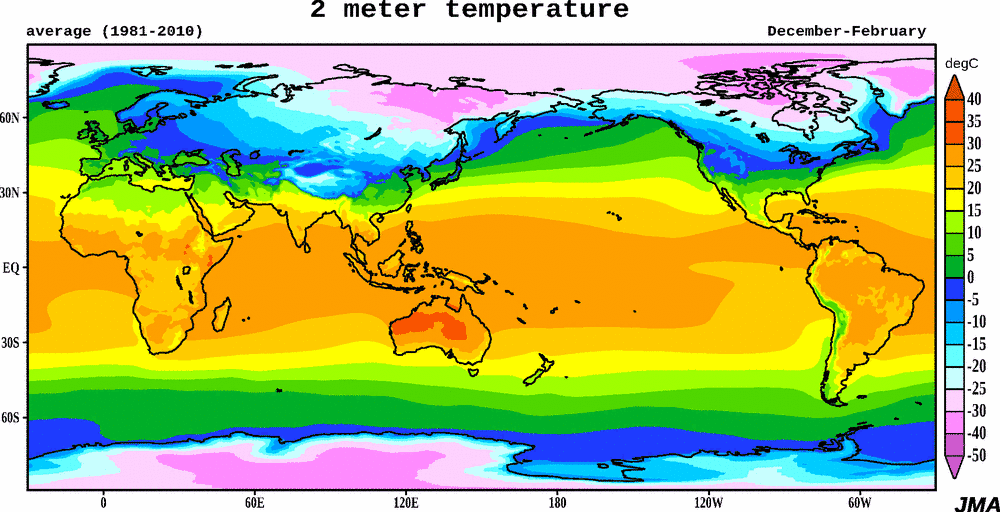 2 meter temperature
average (1981-2010)
December-February
degC
40
35
30
25
20
15
10
5
0
-5
-10
-15
-20
-25
-30
-40
-50
60N
30N
EQ
30S
60S
0
60E
120E
180
120W
60W
JMA